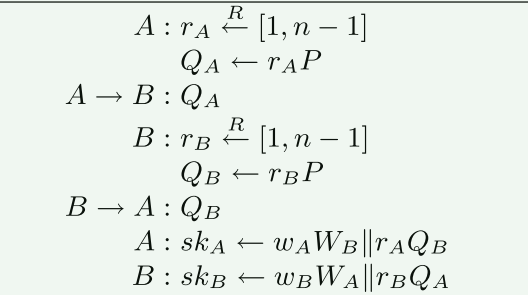 A : r_A ←^R [1, n − 1]
Q_A ← r_A P
A → B : Q_A
B : r_B ←^R [1, n − 1]
Q_B ← r_B P
B → A : Q_B
A : sk_A ← w_A W_B ∥ r_A Q_B
B : sk_B ← w_B W_A ∥ r_B Q_A